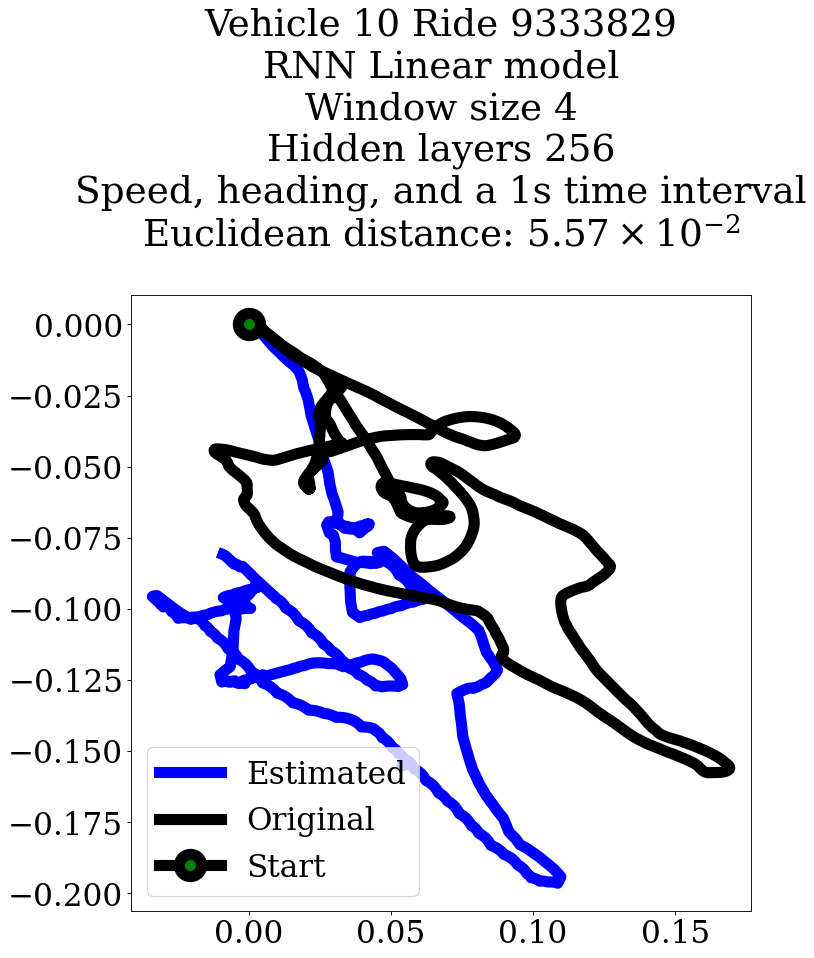 Vehicle 10 Ride 9333829
RNN Linear model
Window size 4
Hidden layers 256
Speed, heading, and a 1s time interval
Euclidean distance: 5.57 × 10⁻²
0.000
−0.025
−0.050
−0.075
−0.100
−0.125
−0.150
−0.175
−0.200
Estimated
Original
Start
0.00 0.05 0.10 0.15